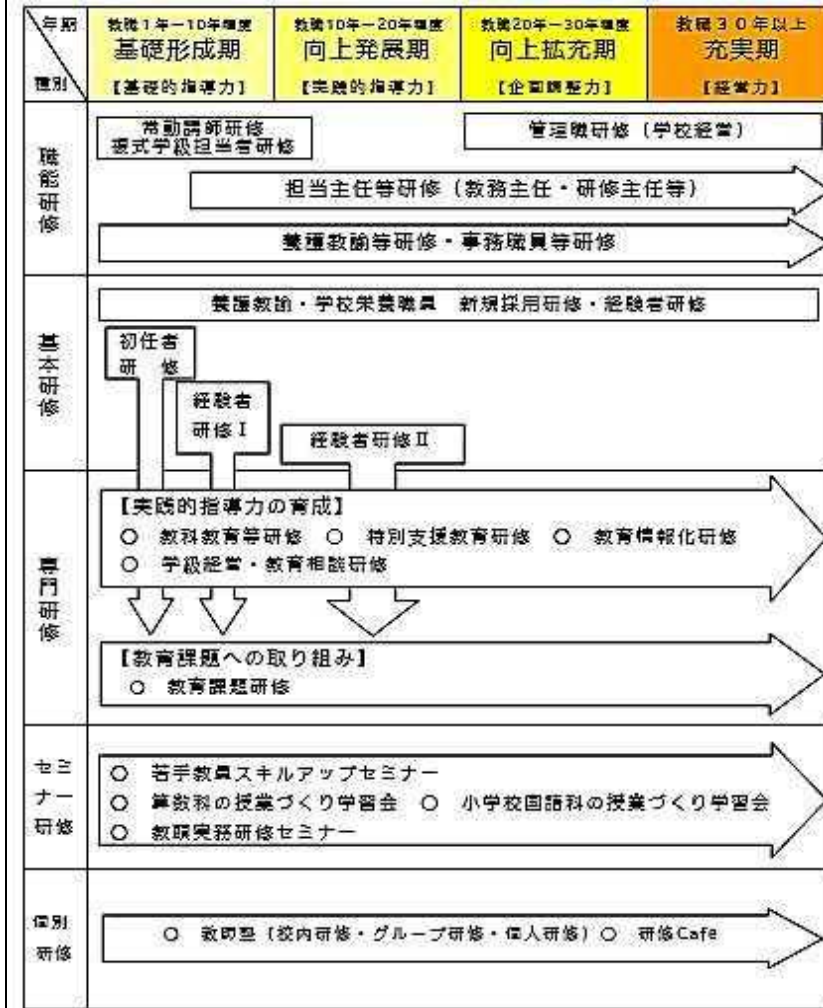 年期
種別
教職1年－10年程度
基礎形成期
【基礎的指導力】
教職10年－20年程度
向上発展期
【実践的指導力】
教職20年－30年程度
向上拡充期
【企画調整力】
教職30年以上
充実期
【経営力】
職能研修
常勤講師研修
複式学級担当者研修
管理職研修（学校経営）
担当主任等研修（教務主任・研修主任等）
養護教諭等研修・事務職員等研修
基本研修
養護教諭・学校栄養職員　新規採用研修・経験者研修
初任者
研　修
経験者
研修Ⅰ
経験者研修Ⅱ
専門研修
【実践的指導力の育成】
○ 教科教育等研修 ○ 特別支援教育研修 ○ 教育情報化研修
○ 学級経営・教育相談研修
【教育課題への取り組み】
○ 教育課題研修
セミ
ナー
研修
○ 若手教員スキルアップセミナー
○ 算数科の授業づくり学習会 ○ 小学校国語科の授業づくり学習会
○ 教頭実務研修セミナー
個別
研修
○ 教師塾（校内研修・グループ研修・個人研修）○ 研修Cafe